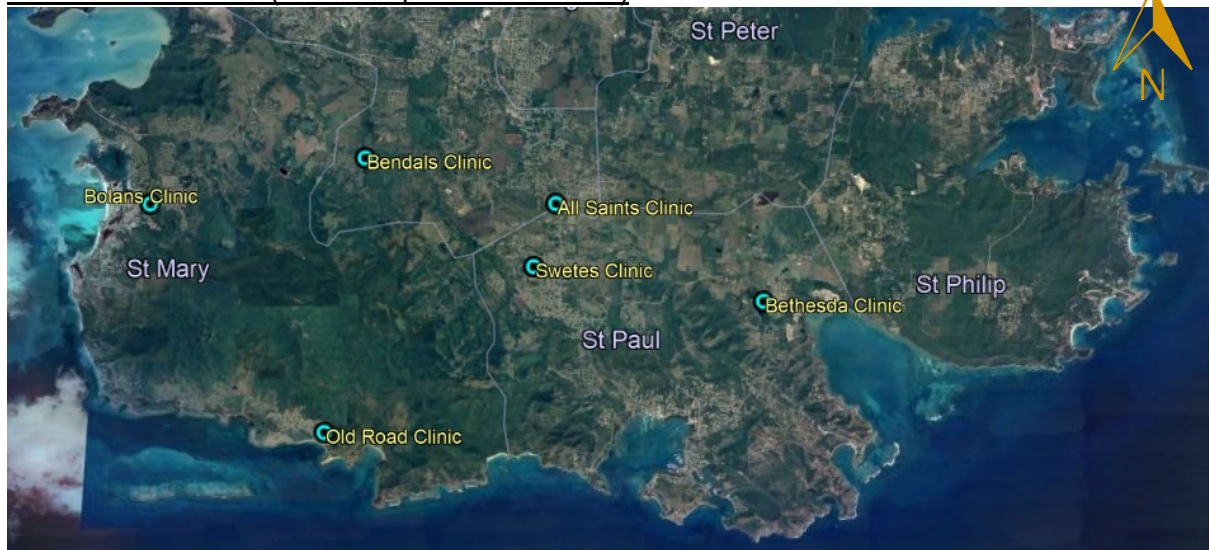 St Peter
N
Bendals Clinic
Bolans Clinic
All Saints Clinic
St Mary
Swetes Clinic
St Philip
Bethesda Clinic
St Paul
Old Road Clinic